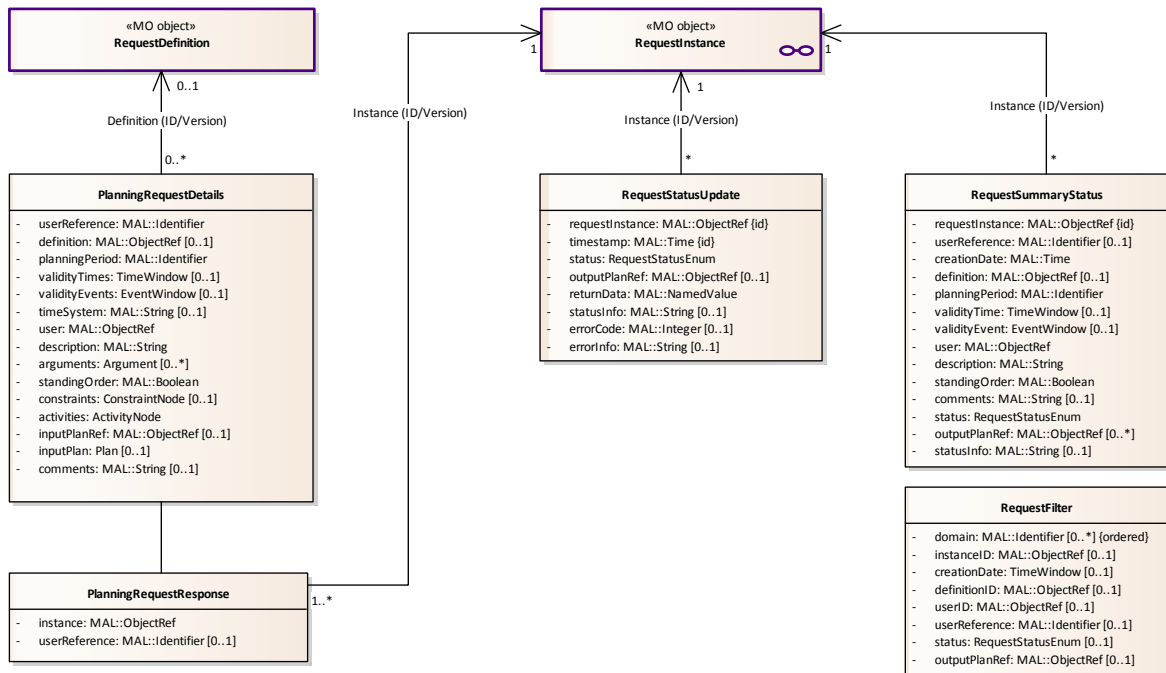 «MO object»
RequestDefinition
0..1
Definition (ID/Version)
0..*
«MO object»
RequestInstance
1
1
1
Instance (ID/Version)
Instance (ID/Version)
Instance (ID/Version)
*
*
PlanningRequestDetails
- userReference: MAL::Identifier
- definition: MAL::ObjectRef [0..1]
- planningPeriod: MAL::Identifier
- validityTimes: TimeWindow [0..1]
- validityEvents: EventWindow [0..1]
- timeSystem: MAL::String [0..1]
- user: MAL::ObjectRef
- description: MAL::String
- arguments: Argument [0..*]
- standingOrder: MAL::Boolean
- constraints: ConstraintNode [0..1]
- activities: ActivityNode
- inputPlanRef: MAL::ObjectRef [0..1]
- inputPlan: Plan [0..1]
- comments: MAL::String [0..1]
RequestStatusUpdate
- requestInstance: MAL::ObjectRef {id}
- timestamp: MAL::Time {id}
- status: RequestStatusEnum
- outputPlanRef: MAL::ObjectRef [0..1]
- returnData: MAL::NamedValue
- statusInfo: MAL::String [0..1]
- errorCode: MAL::Integer [0..1]
- errorInfo: MAL::String [0..1]
RequestSummaryStatus
- requestInstance: MAL::ObjectRef {id}
- userReference: MAL::Identifier [0..1]
- creationDate: MAL::Time
- definition: MAL::ObjectRef [0..1]
- planningPeriod: MAL::Identifier
- validityTime: TimeWindow [0..1]
- validityEvent: EventWindow [0..1]
- user: MAL::ObjectRef
- description: MAL::String
- standingOrder: MAL::Boolean
- comments: MAL::String [0..1]
- status: RequestStatusEnum
- outputPlanRef: MAL::ObjectRef [0..*]
- statusInfo: MAL::String [0..1]
PlanningRequestResponse
1..*
- instance: MAL::ObjectRef
- userReference: MAL::Identifier [0..1]
RequestFilter
- domain: MAL::Identifier [0..*] {ordered}
- instanceID: MAL::ObjectRef [0..1]
- creationDate: TimeWindow [0..1]
- definitionID: MAL::ObjectRef [0..1]
- userID: MAL::ObjectRef [0..1]
- userReference: MAL::Identifier [0..1]
- status: RequestStatusEnum [0..1]
- outputPlanRef: MAL::ObjectRef [0..1]